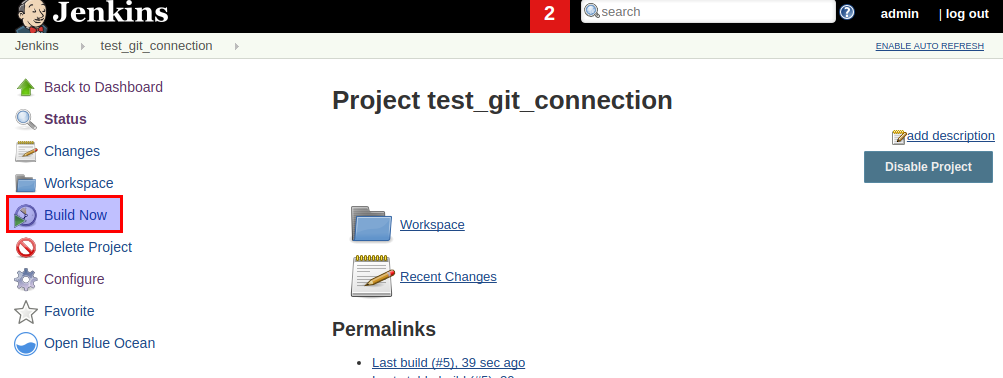 Jenkins
2
search
admin
| log out
Jenkins
test_git_connection
ENABLE AUTO REFRESH
Back to Dashboard
Status
Changes
Workspace
Build Now
Delete Project
Configure
Favorite
Open Blue Ocean
Project test_git_connection
add description
Disable Project
Workspace
Recent Changes
Permalinks
Last build (#5), 39 sec ago